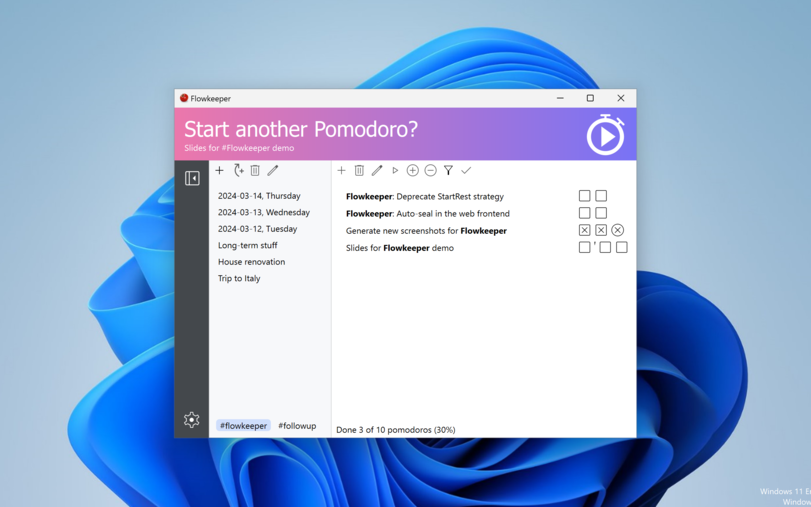 Flowkeeper
Start another Pomodoro?
Slides for #Flowkeeper demo
2024-03-14, Thursday
2024-03-13, Wednesday
2024-03-12, Tuesday
Long-term stuff
House renovation
Trip to Italy
#flowkeeper #followup
Flowkeeper: Deprecate StartRest strategy
Flowkeeper: Auto-seal in the web frontend
Generate new screenshots for Flowkeeper
Slides for Flowkeeper demo
Done 3 of 10 pomodoros (30%)
Windows 11